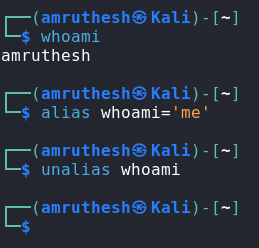 ┌──(amruthesh㉿Kali)-[~]
└─$ whoami
amruthesh
┌──(amruthesh㉿Kali)-[~]
└─$ alias whoami='me'
┌──(amruthesh㉿Kali)-[~]
└─$ unalias whoami
┌──(amruthesh㉿Kali)-[~]
└─$